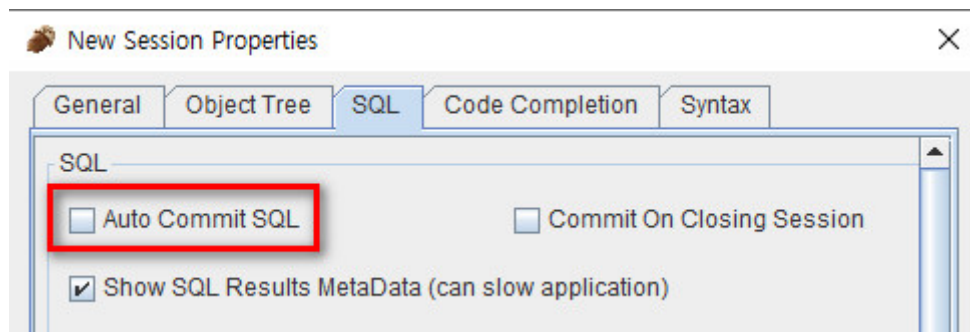 New Session Properties
General Object Tree SQL Code Completion Syntax
SQL
Auto Commit SQL Commit On Closing Session
Show SQL Results MetaData (can slow application)